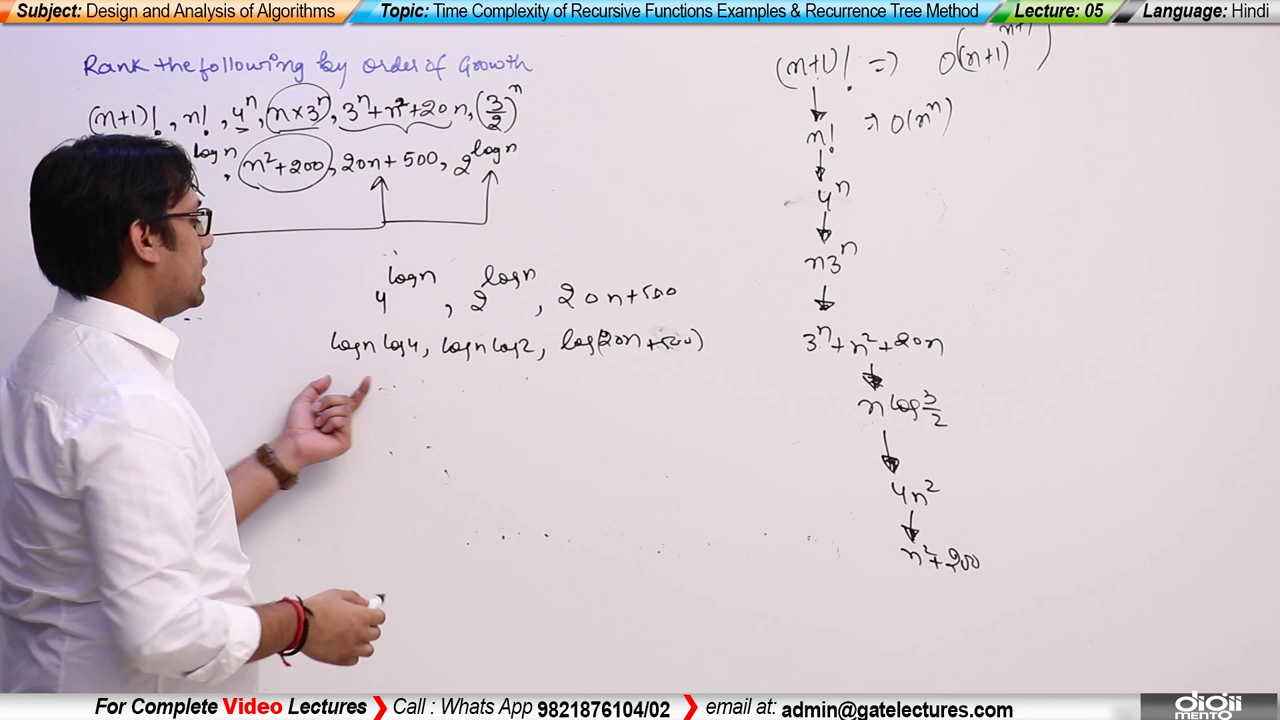 Subject: Design and Analysis of Algorithms Topic: Time Complexity of Recursive Functions Examples & Recurrence Tree Method Lecture: 05 Language: Hindi
Rank the following by order of Growth
(n+1)!, n!, 4^n, n×3^n, 3^n+n^2+20n, (3/2)^n
log n, n^2+200, 20n+500, 2^log n
4^log n, 2^log n, 20n+500
log n log 4, log n log 2, log(20n+500)
(n+1)! => O(n+1)^n+1)
n! => O(n^n)
4^n
n3^n
3^n+n^2+20n
n log 3/2
4n^2
n^2+200
For Complete Video Lectures Call : Whats App 9821876104/02 email at: admin@gatelectures.com
digii
MENTO